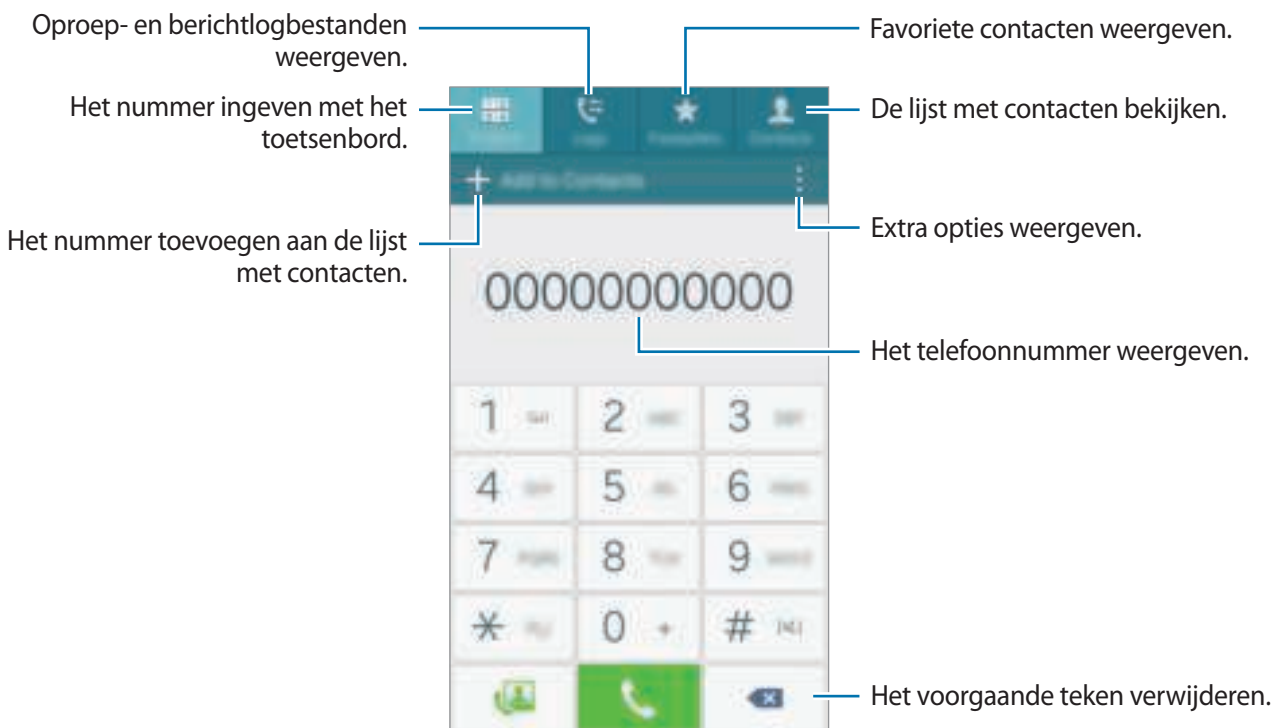 Oproep- en berichtlogbestanden
weergeven.
Favoriete contacten weergeven.
Het nummer ingeven met het
toetsenbord.
De lijst met contacten bekijken.
Add to Contacts
Het nummer toevoegen aan de lijst
met contacten.
Extra opties weergeven.
00000000000
Het telefoonnummer weergeven.
1 2 3
4 5 6
7 8 9
* 0 + #
Het voorgaande teken verwijderen.